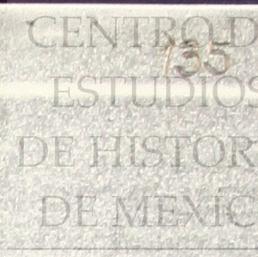 CENTRO D
135
ESTUDIOS
DE HISTOR
DE MEXIC